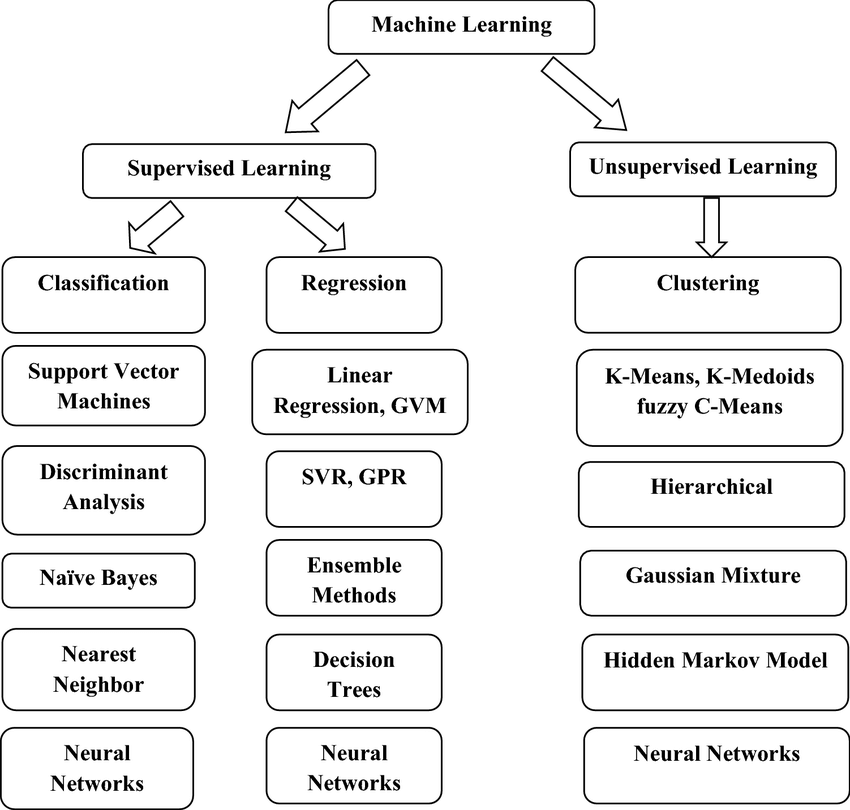 Machine Learning
Supervised Learning
Unsupervised Learning
Classification
Regression
Clustering
Support Vector
Machines
Linear
Regression, GVM
K-Means, K-Medoids
fuzzy C-Means
Discriminant
Analysis
SVR, GPR
Hierarchical
Naïve Bayes
Ensemble
Methods
Gaussian Mixture
Nearest
Neighbor
Decision
Trees
Hidden Markov Model
Neural
Networks
Neural
Networks
Neural Networks